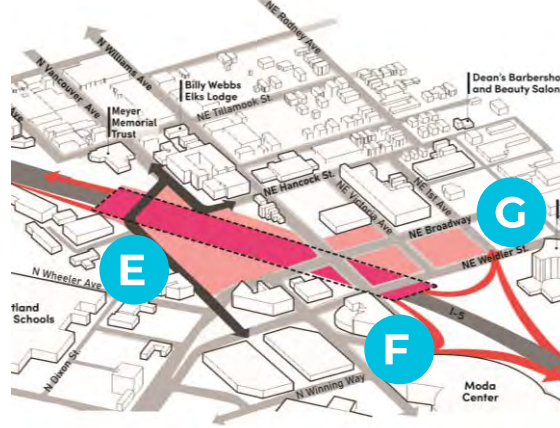 NE Rodney Ave
N Williams Ave
N Vancouver Ave
Ave
Billy Webbs
Elks Lodge
Dean's Barbersho
and Beauty Salon
Meyer
Memorial
Trust
NE Tillamook St.
NE Hancock St.
NE Victoria Ave
NE 1st Ave
NE Broadway
G
NE Weidler St.
E
N Wheeler Ave
I-5
tland
Schools
N Dixon St.
F
N Winning Way
Moda
Center